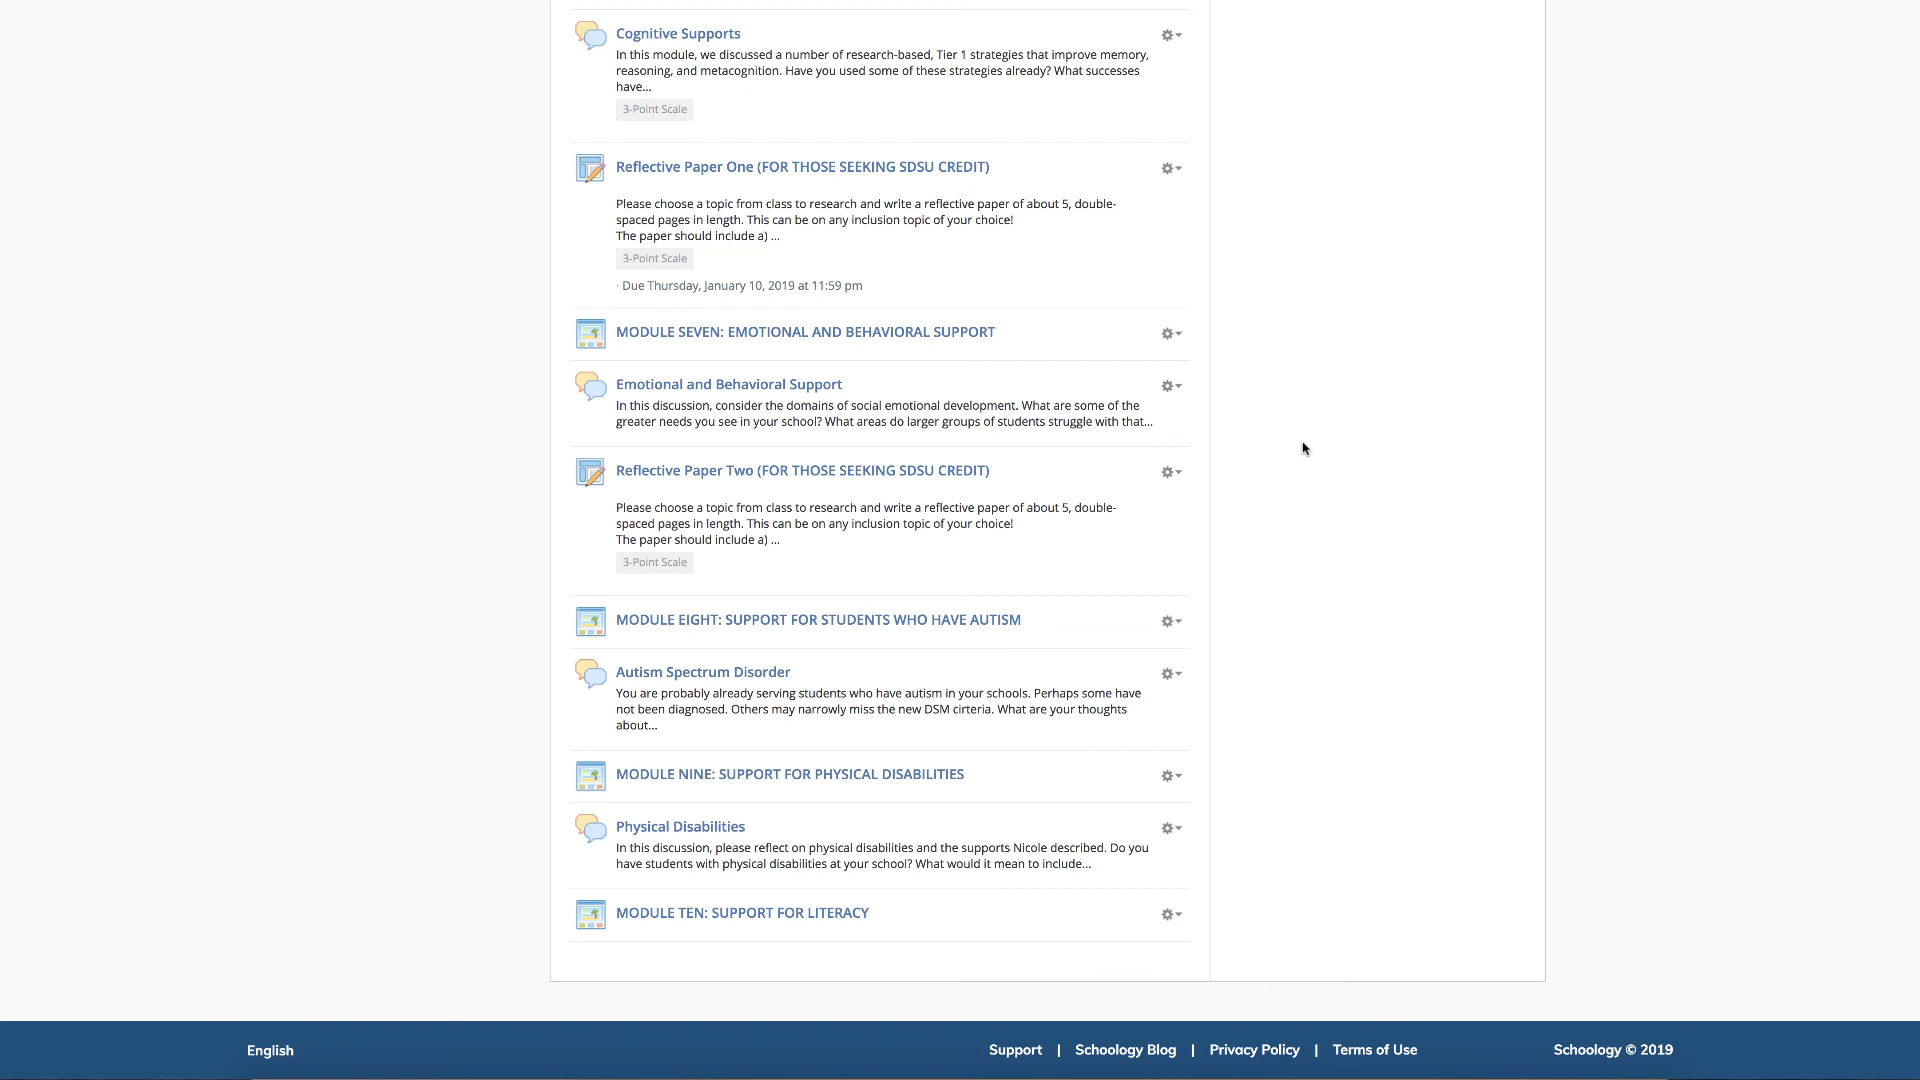 Cognitive Supports
In this module, we discussed a number of research-based, Tier 1 strategies that improve memory,
reasoning, and metacognition. Have you used some of these strategies already? What successes
have...
3-Point Scale
Reflective Paper One (FOR THOSE SEEKING SDSU CREDIT)
Please choose a topic from class to research and write a reflective paper of about 5, double-
spaced pages in length. This can be on any inclusion topic of your choice!
The paper should include a) ...
3-Point Scale
· Due Thursday, January 10, 2019 at 11:59 pm
MODULE SEVEN: EMOTIONAL AND BEHAVIORAL SUPPORT
Emotional and Behavioral Support
In this discussion, consider the domains of social emotional development. What are some of the
greater needs you see in your school? What areas do larger groups of students struggle with that...
Reflective Paper Two (FOR THOSE SEEKING SDSU CREDIT)
Please choose a topic from class to research and write a reflective paper of about 5, double-
spaced pages in length. This can be on any inclusion topic of your choice!
The paper should include a) ...
3-Point Scale
MODULE EIGHT: SUPPORT FOR STUDENTS WHO HAVE AUTISM
Autism Spectrum Disorder
You are probably already serving students who have autism in your schools. Perhaps some have
not been diagnosed. Others may narrowly miss the new DSM cirteria. What are your thoughts
about...
MODULE NINE: SUPPORT FOR PHYSICAL DISABILITIES
Physical Disabilities
In this discussion, please reflect on physical disabilities and the supports Nicole described. Do you
have students with physical disabilities at your school? What would it mean to include...
MODULE TEN: SUPPORT FOR LITERACY
English Support | Schoology Blog | Privacy Policy | Terms of Use Schoology © 2019